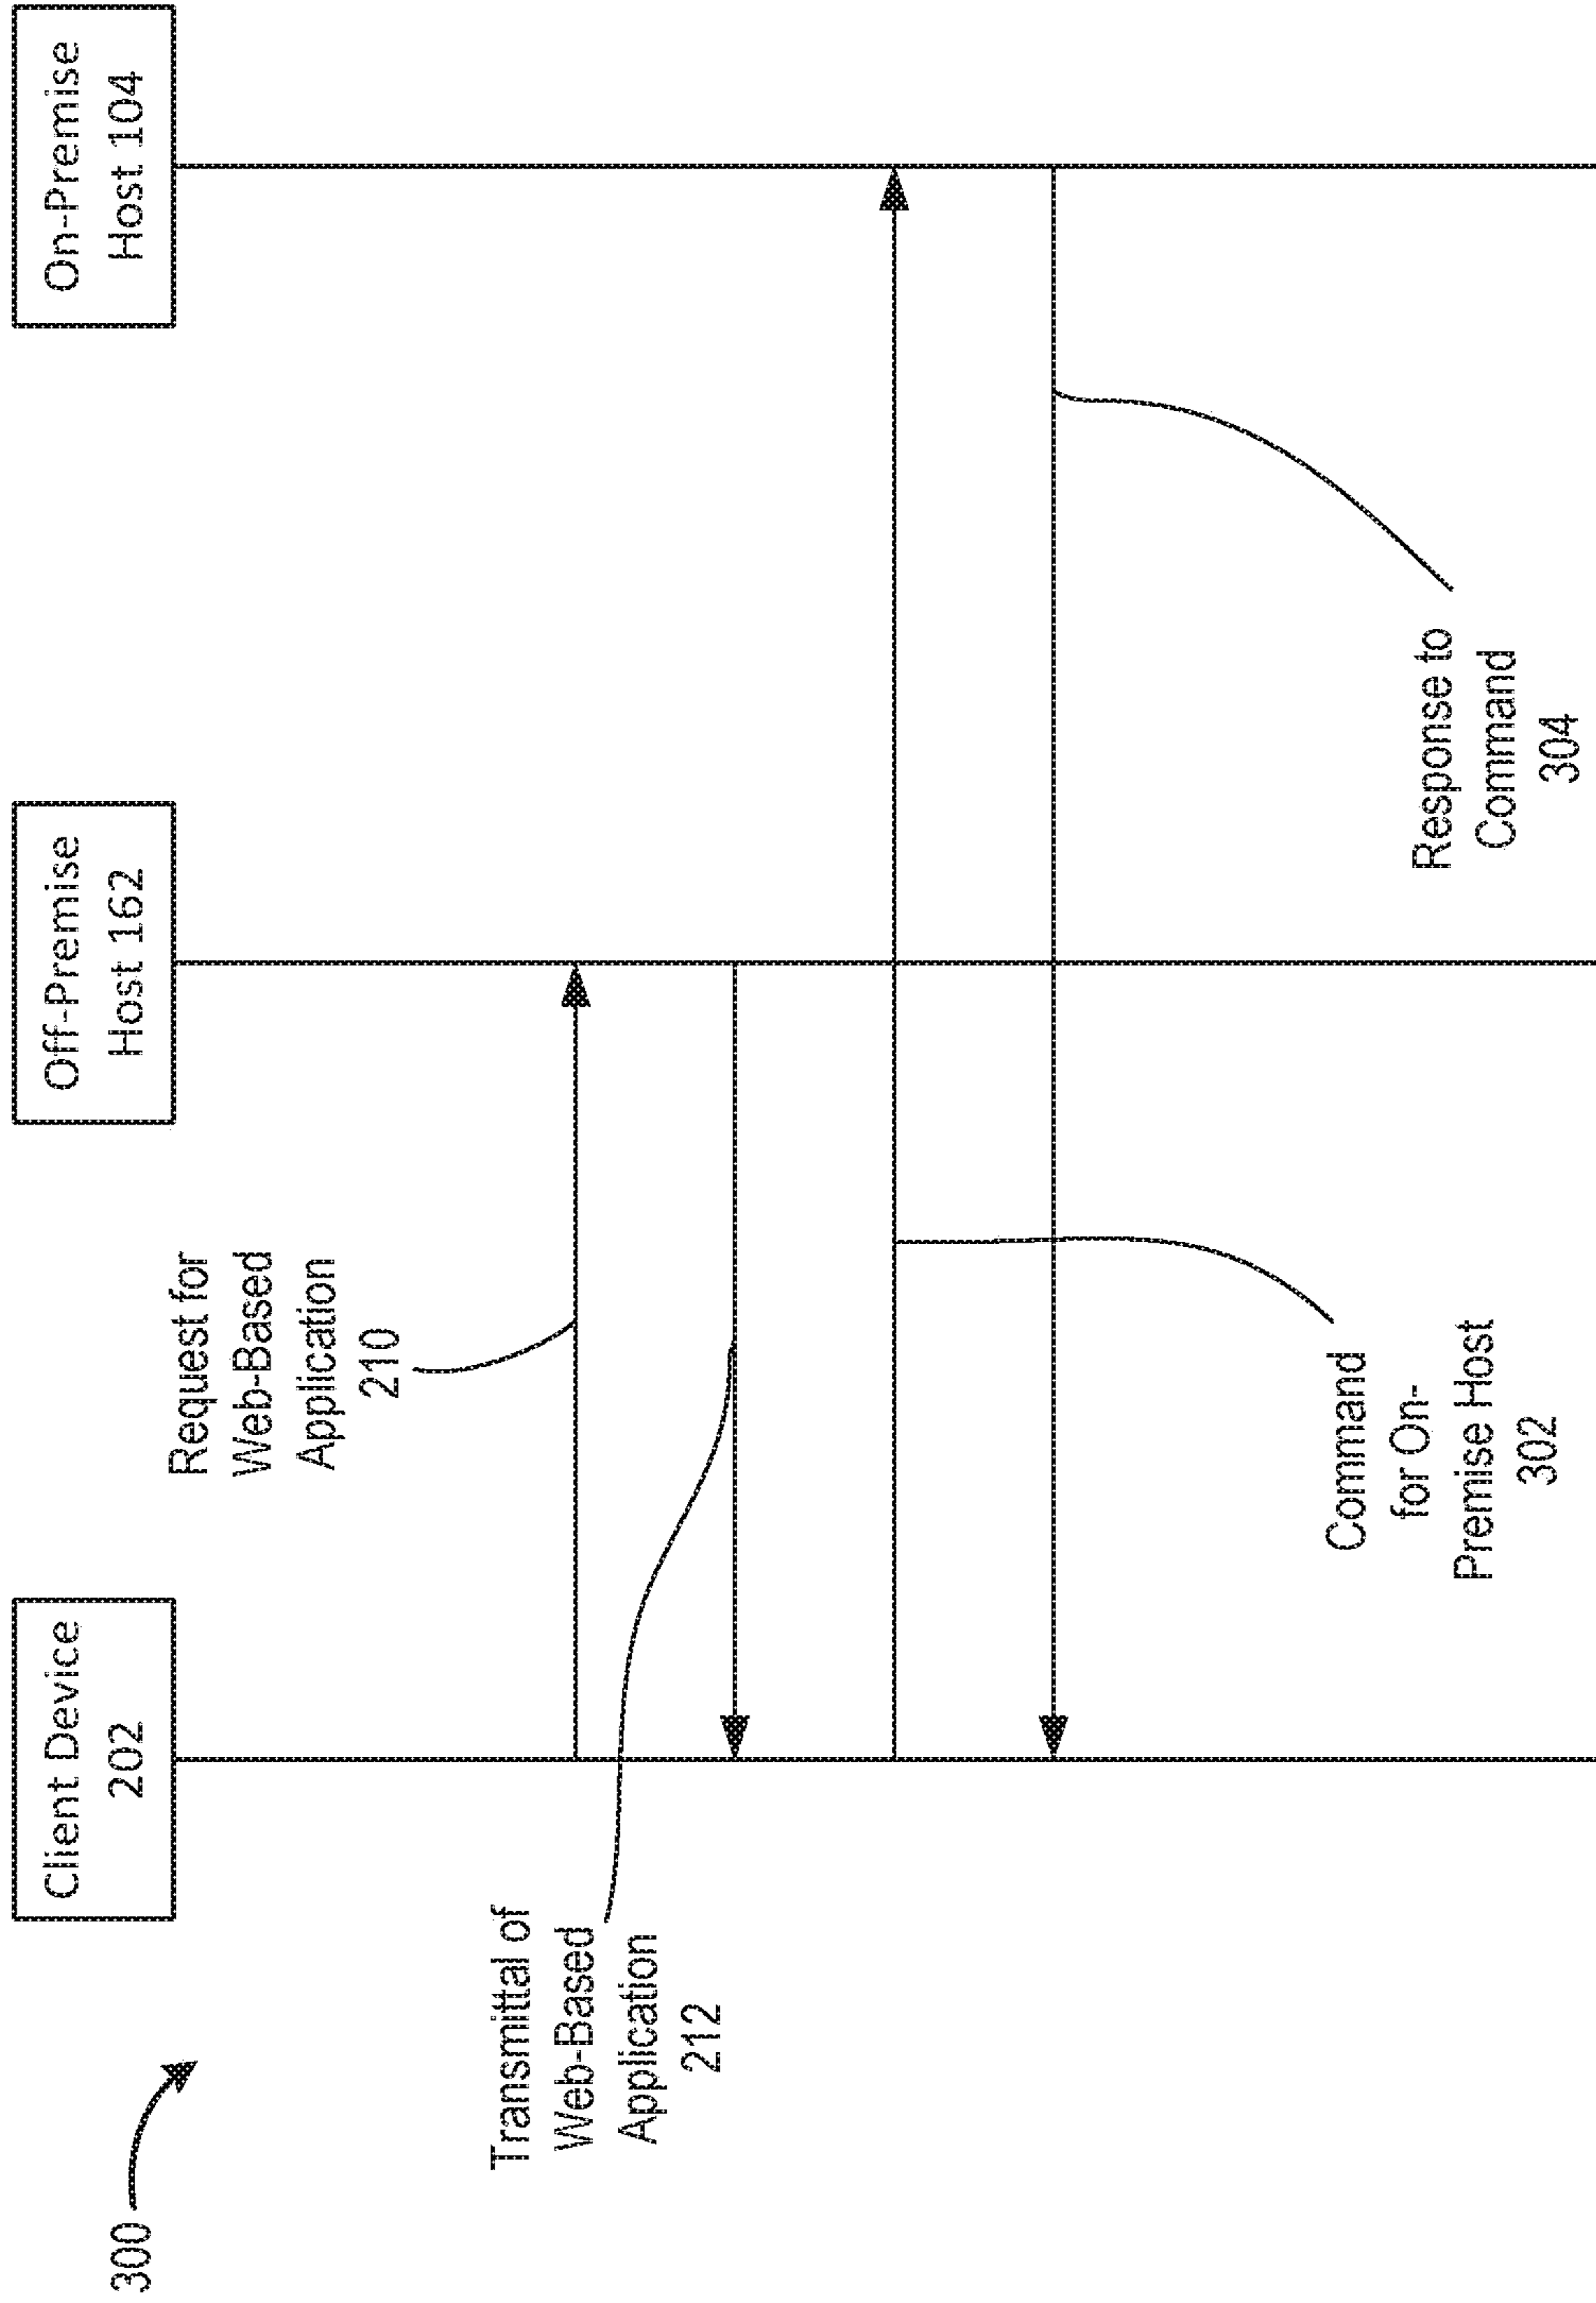 300
Client Device
202
Off-Premise
Host 162
On-Premise
Host 104
Request for
Web-Based
Application
210
Transmittal of
Web-Based
Application
212
Command
for On-
Premise Host
302
Response to
Command
304